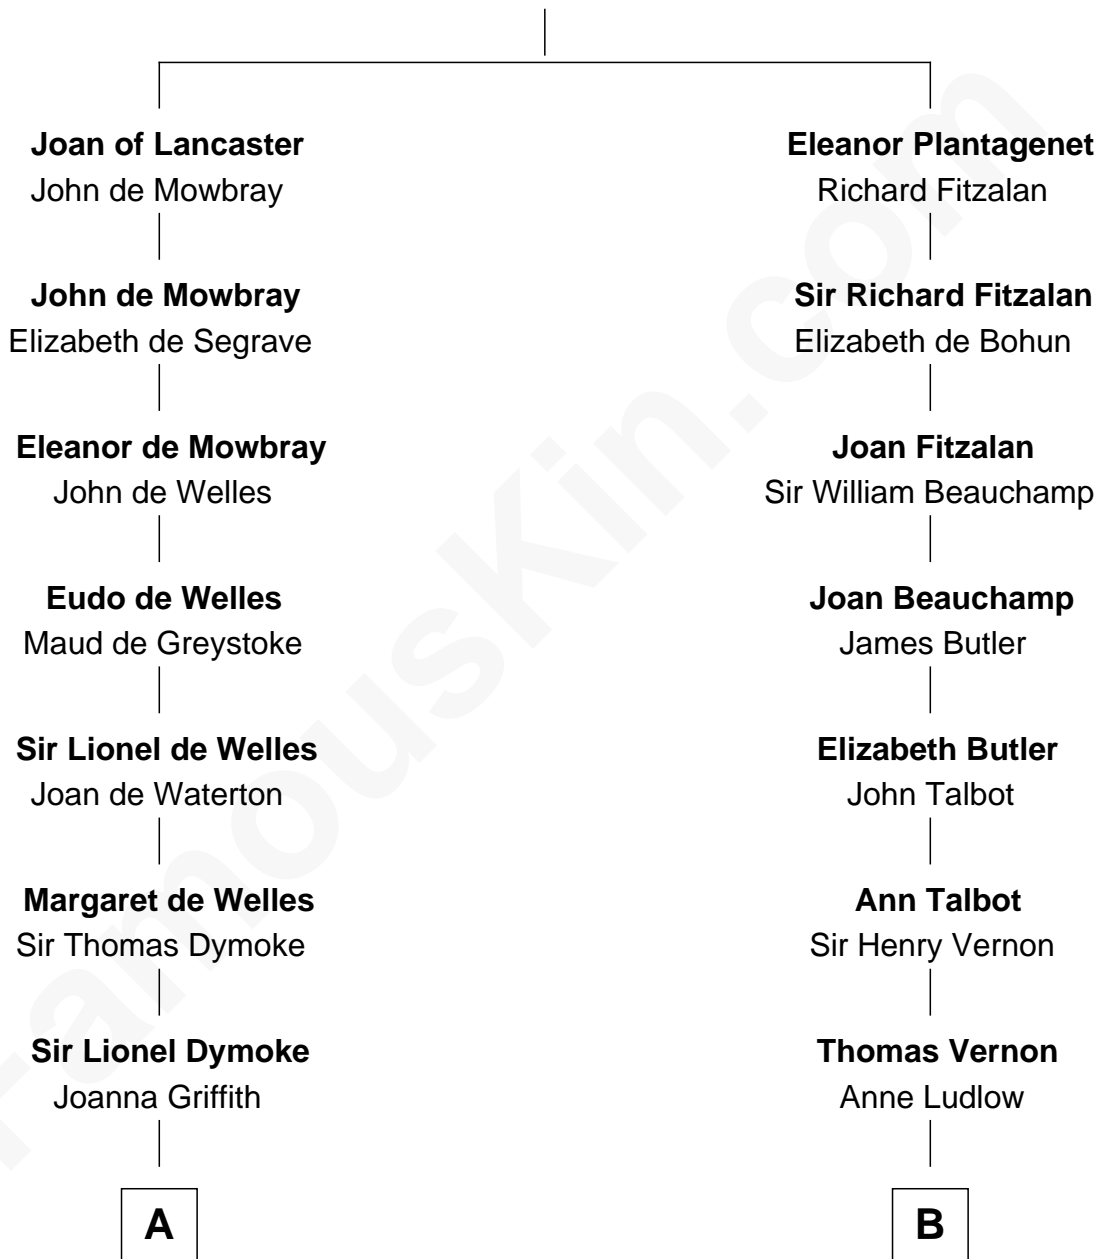 Joan of Lancaster
John de Mowbray
John de Mowbray
Elizabeth de Segrave
Eleanor de Mowbray
John de Welles
Eudo de Welles
Maud de Greystoke
Sir Lionel de Welles
Joan de Waterton
Margaret de Welles
Sir Thomas Dymoke
Sir Lionel Dymoke
Joanna Griffith
A
Eleanor Plantagenet
Richard Fitzalan
Sir Richard Fitzalan
Elizabeth de Bohun
Joan Fitzalan
Sir William Beauchamp
Joan Beauchamp
James Butler
Elizabeth Butler
John Talbot
Ann Talbot
Sir Henry Vernon
Thomas Vernon
Anne Ludlow
B
FamousKin.com